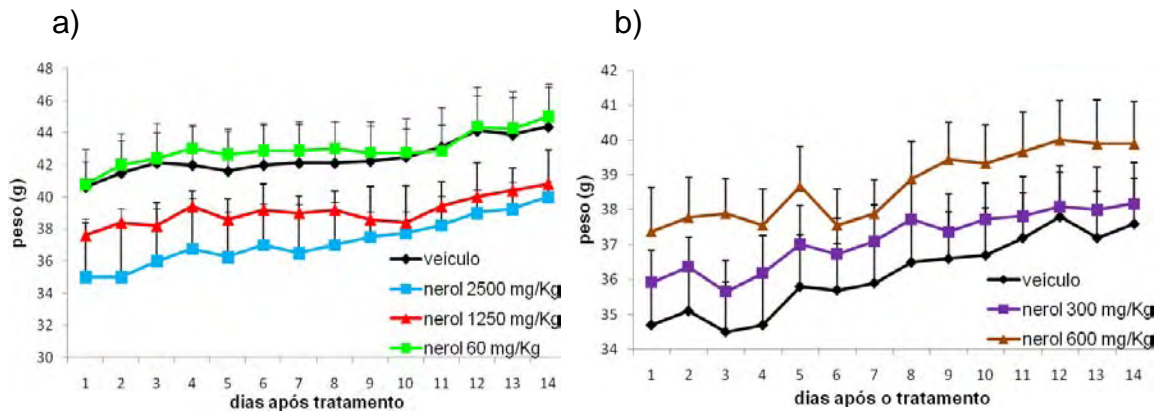 a)
b)
peso (g)
48
46
44
42
40
38
36
34
32
30
veículo
nerol 2500 mg/Kg
nerol 1250 mg/Kg
nerol 60 mg/Kg
1 2 3 4 5 6 7 8 9 10 11 12 13 14
dias após tratamento
peso (g)
42
41
40
39
38
37
36
35
34
veículo
nerol 300 mg/Kg
nerol 600 mg/Kg
1 2 3 4 5 6 7 8 9 10 11 12 13 14
dias após o tratamento